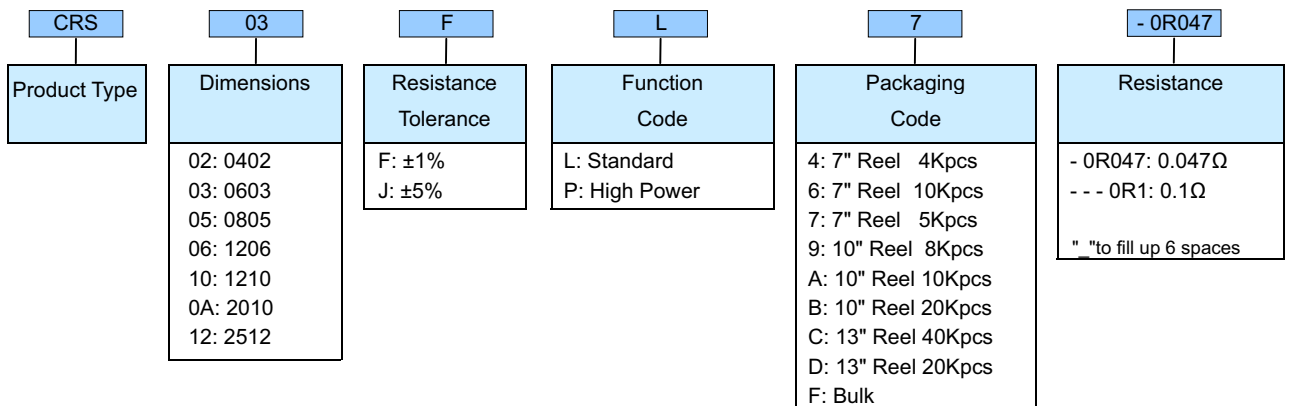 CRS 03 F L 7 - 0R047
Product Type
Dimensions
Resistance
Tolerance
Function
Code
Packaging
Code
Resistance
02: 0402
03: 0603
05: 0805
06: 1206
10: 1210
0A: 2010
12: 2512
F: ±1%
J: ±5%
L: Standard
P: High Power
4: 7" Reel 4Kpcs
6: 7" Reel 10Kpcs
7: 7" Reel 5Kpcs
9: 10" Reel 8Kpcs
A: 10" Reel 10Kpcs
B: 10" Reel 20Kpcs
C: 13" Reel 40Kpcs
D: 13" Reel 20Kpcs
F: Bulk
- 0R047: 0.047Ω
- - - 0R1: 0.1Ω
"_"to fill up 6 spaces